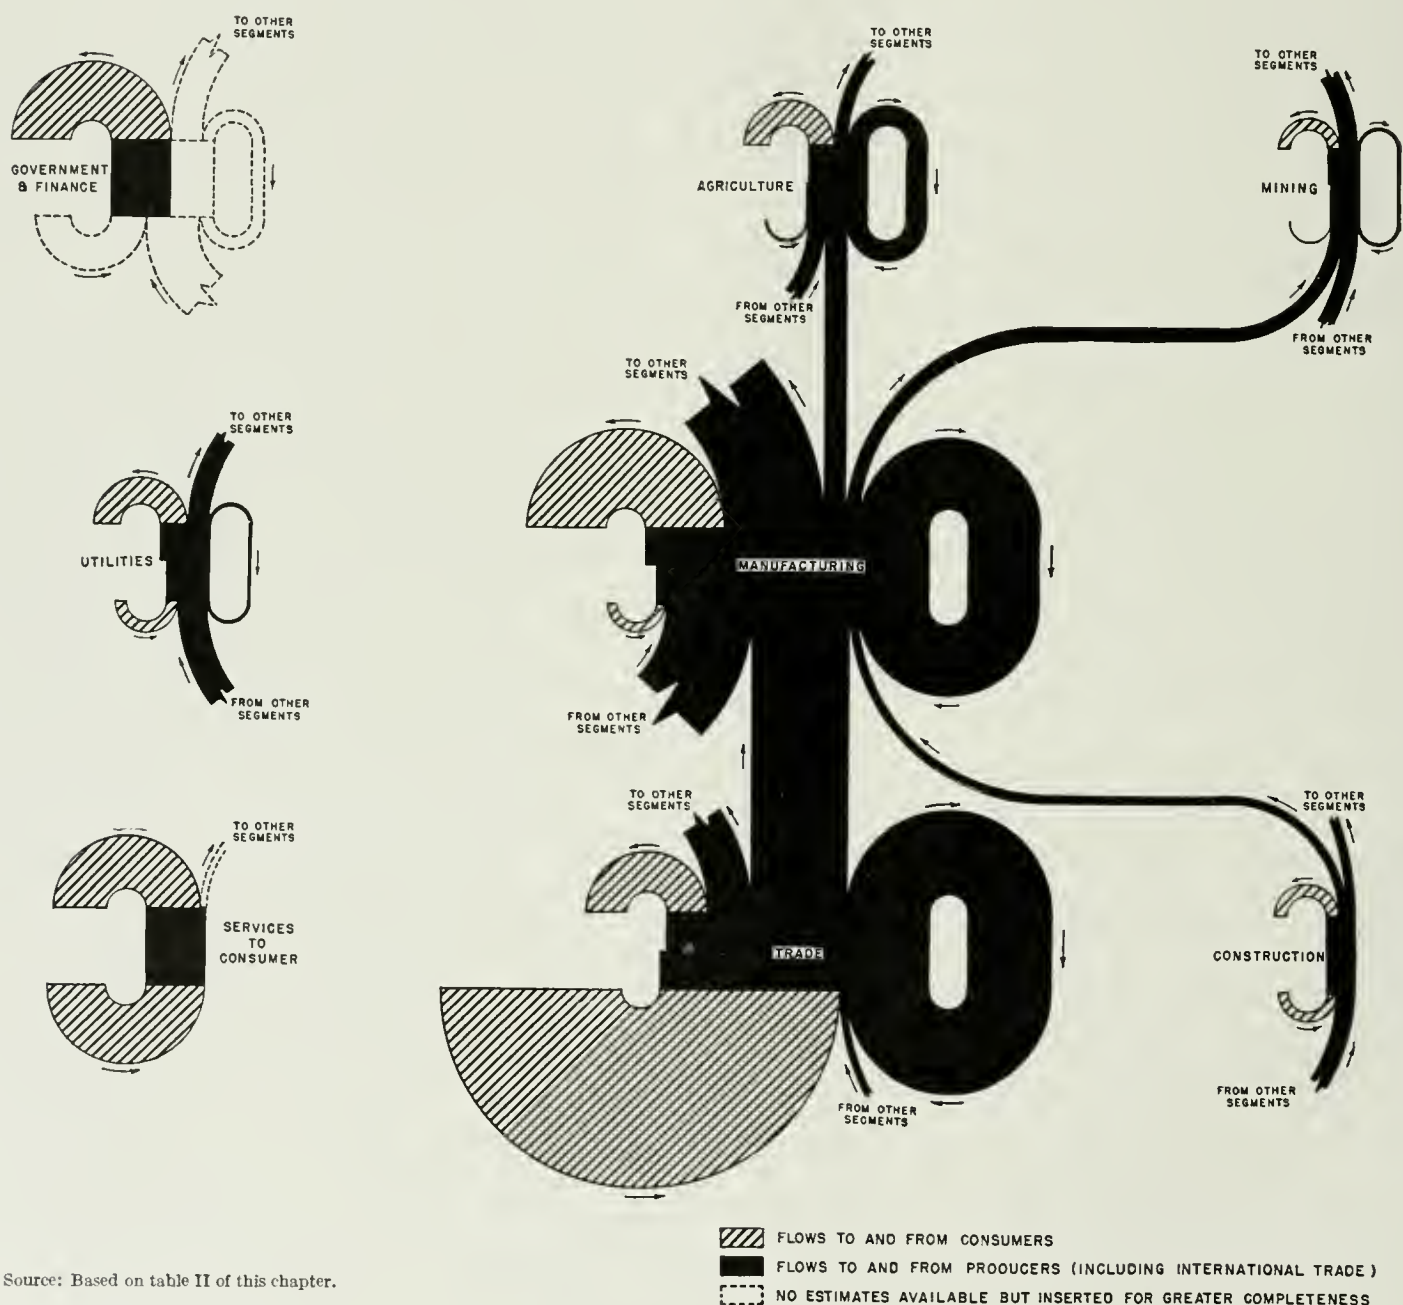 TO OTHER
SEGMENTS
TO OTHER
SEGMENTS
TO OTHER
SEGMENTS
GOVERNMENT
& FINANCE
AGRICULTURE
MINING
FROM OTHER
SEGMENTS
FROM OTHER
SEGMENTS
TO OTHER
SEGMENTS
TO OTHER
SEGMENTS
UTILITIES
MANUFACTURING
FROM OTHER
SEGMENTS
FROM OTHER
SEGMENTS
TO OTHER
SEGMENTS
TO OTHER
SEGMENTS
TO OTHER
SEGMENTS
SERVICES
TO
CONSUMER
TRADE
CONSTRUCTION
FROM OTHER
SEGMENTS
FROM OTHER
SEGMENTS
FLOWS TO AND FROM CONSUMERS
FLOWS TO AND FROM PRODUCERS (INCLUDING INTERNATIONAL TRADE)
NO ESTIMATES AVAILABLE BUT INSERTED FOR GREATER COMPLETENESS
Source: Based on table II of this chapter.